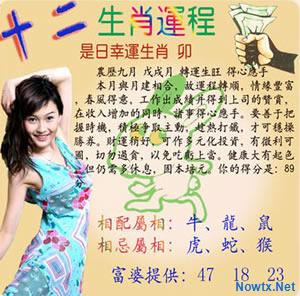 十二生肖運程
是日幸運生肖 卯
農歷九月 戊戌月 轉運生旺 得心應手
本月與月建相合，故運程轉順，情緣豐富，
春風得意，工作出成績并得到上司的贊賞，
在收入增加的同時，諸事得心應手。要善于把
握時機，積極爭取主動，趁熱打鐵，才可穩操
勝券。財運稍好，可作多元化投資，有微利可
圖，切勿過貪，以免吃虧上當。健康大有起色
，但仍需多休息，固本培元。你的得分是：89
分
相配屬相：牛、龍、鼠
相忌屬相：虎、蛇、猴
富婆提供：47 18 23
Nowtx.Net